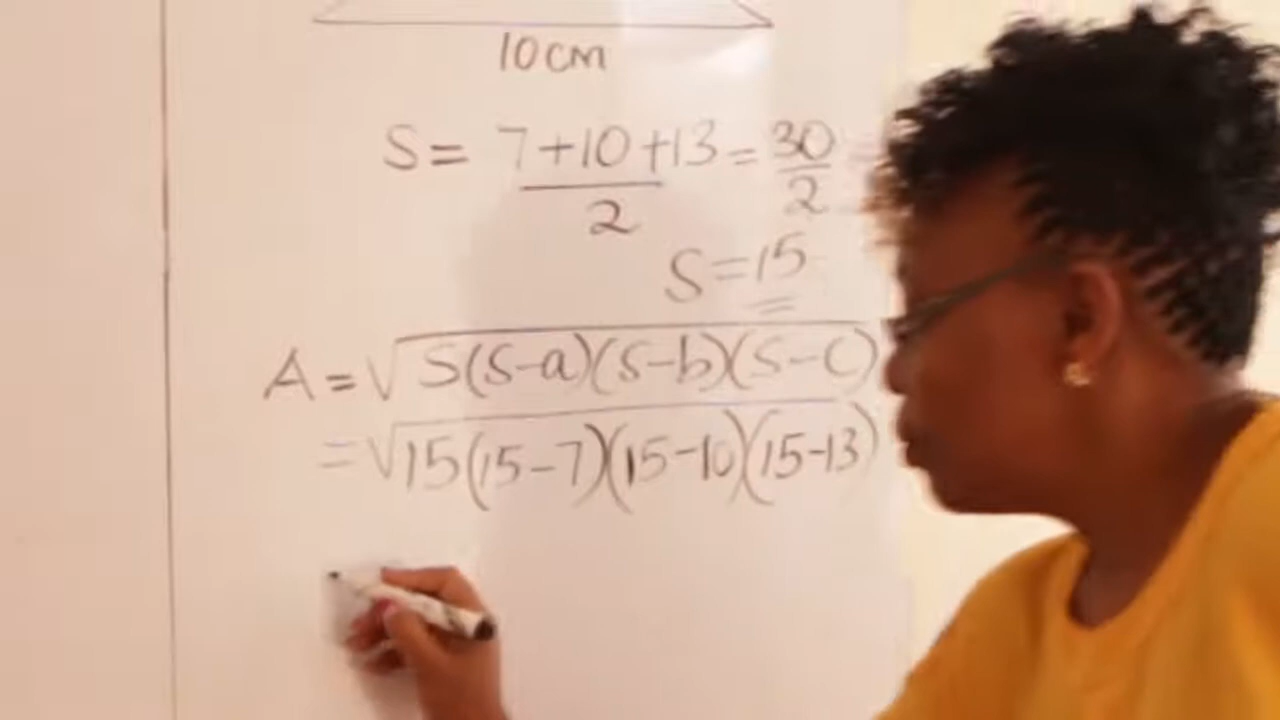 10cm
S = 7+10+13 = 30 =
2 2
S=15
A = √S(S-a)(S-b)(S-c)
= √15(15-7)(15-10)(15-13)